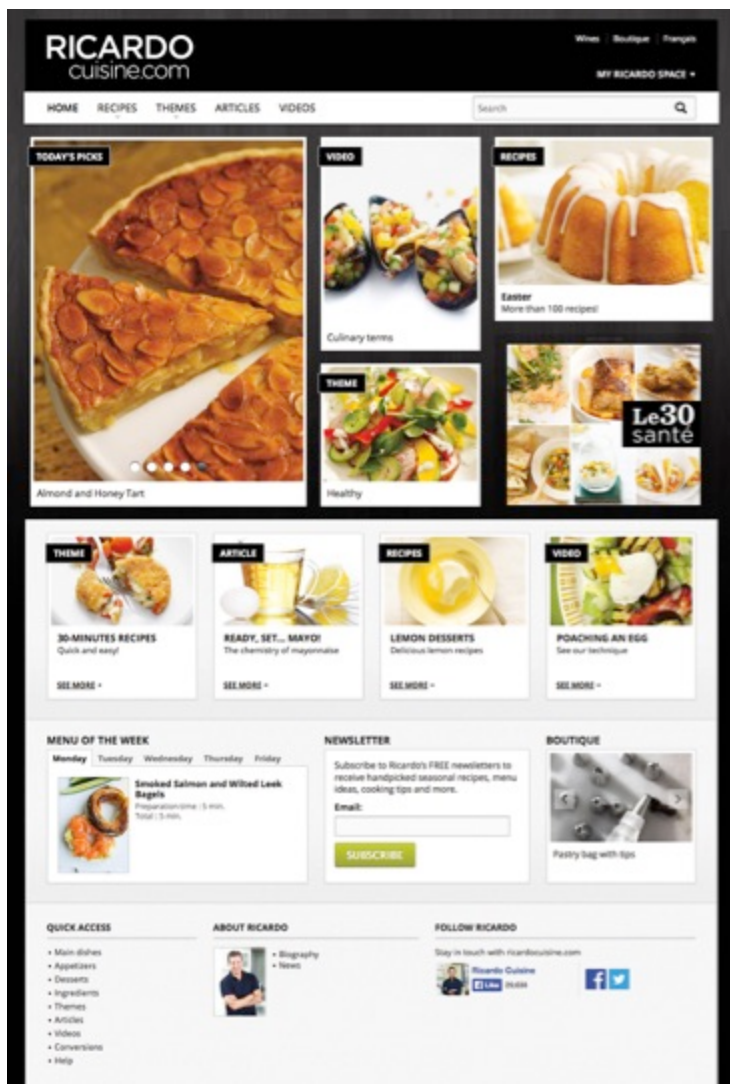 RICARDO
cuisine.com
Wines Boutique Français
MY RICARDO SPACE +
HOME RECIPES THEMES ARTICLES VIDEOS
Search
TODAY'S PICKS
VIDEO
RECIPES
Easter
More than 100 recipes!
Culinary terms
THEME
Le30
santé
Almond and Honey Tart
Healthy
THEME
ARTICLE
RECIPES
VIDEO
30-MINUTES RECIPES
Quick and easy!
SEE MORE +
READY, SET... MAYO!
The chemistry of mayonnaise
SEE MORE +
LEMON DESSERTS
Delicious lemon recipes
SEE MORE +
POACHING AN EGG
See our technique
SEE MORE +
MENU OF THE WEEK
Monday Tuesday Wednesday Thursday Friday
Smoked Salmon and Wilted Leek
Bagels
Preparation time : 5 min.
Total : 5 min.
NEWSLETTER
Subscribe to Ricardo's FREE newsletters to
receive handpicked seasonal recipes, menu
ideas, cooking tips and more.
Email:
SUBSCRIBE
BOUTIQUE
Pastry bag with tips
QUICK ACCESS
• Main dishes
• Appetizers
• Desserts
• Ingredients
• Themes
• Articles
• Videos
• Conversions
• Help
ABOUT RICARDO
• Biography
• News
FOLLOW RICARDO
Stay in touch with ricardocuisine.com
Ricardo Cuisine
Like